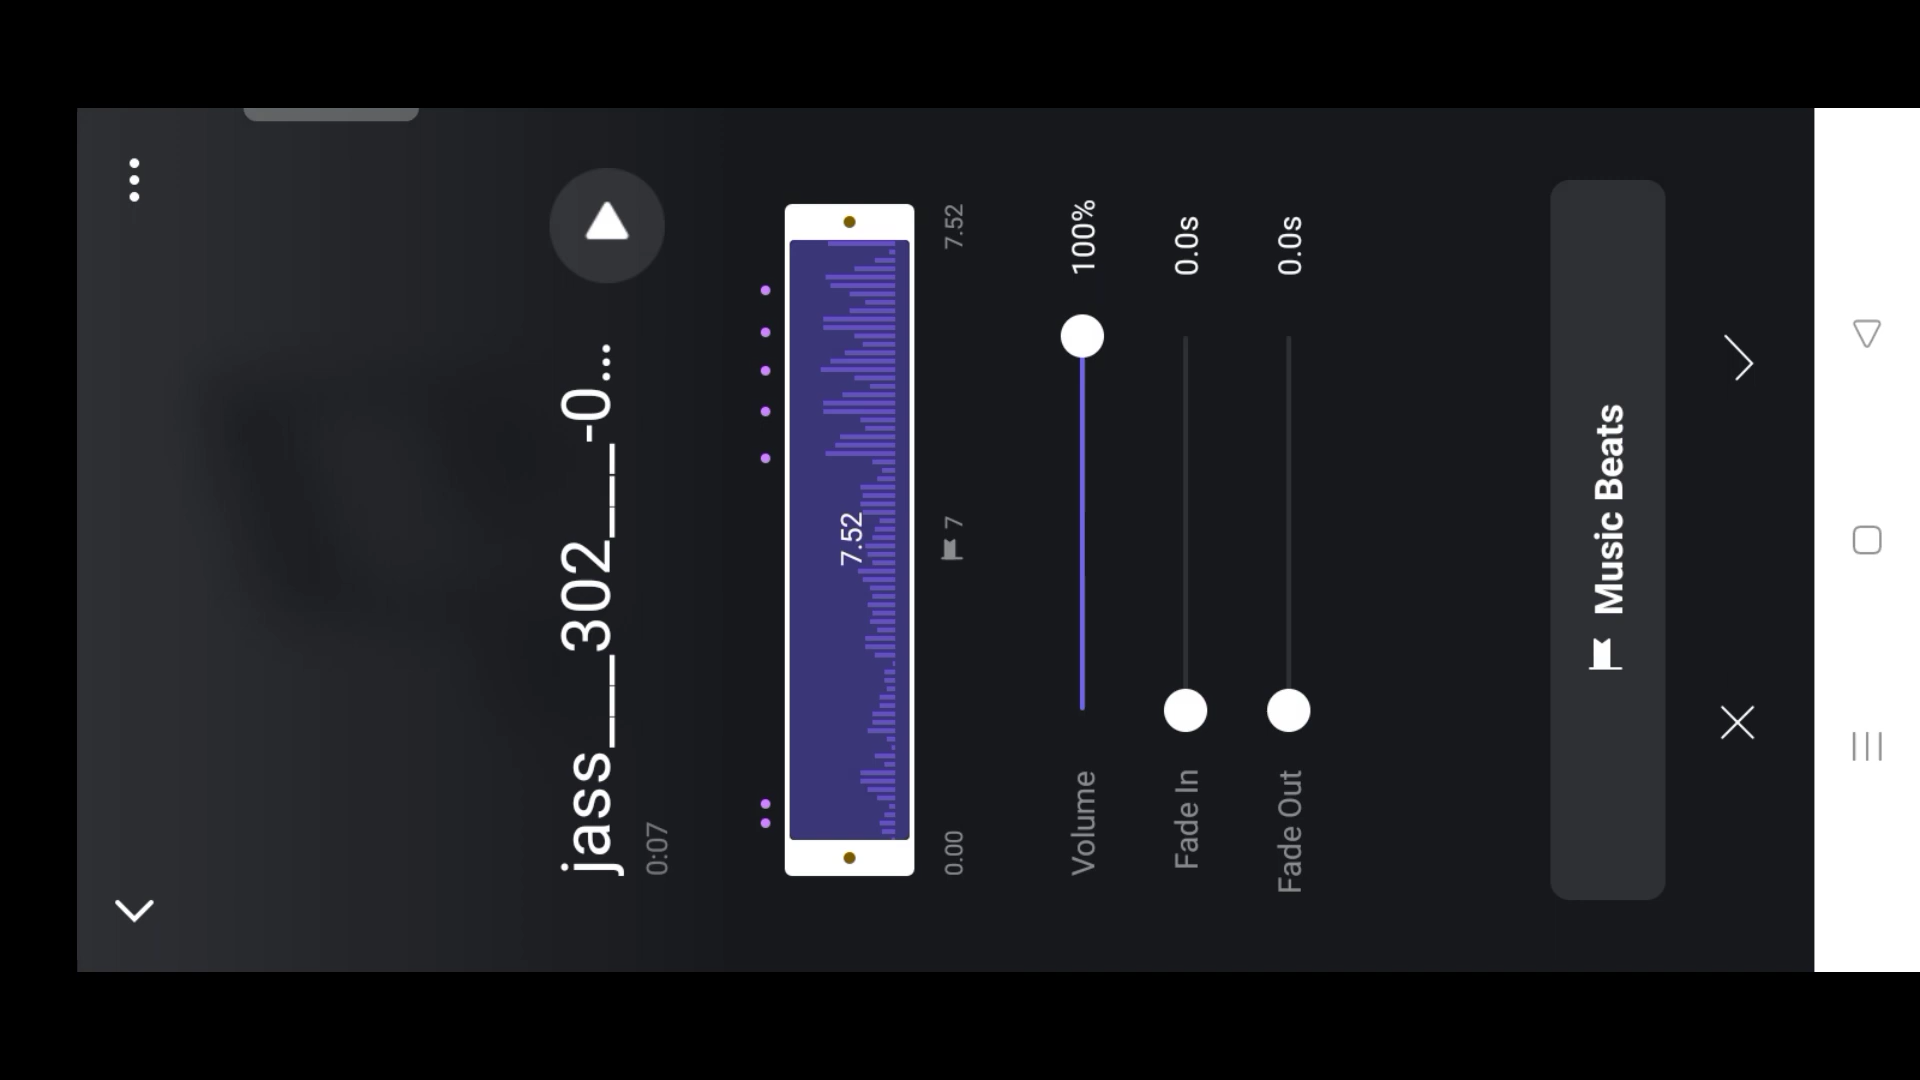 jass____302____-0...
0:07
7.52
0.00
7
7.52
Volume
100%
Fade In
0.0s
Fade Out
0.0s
Music Beats